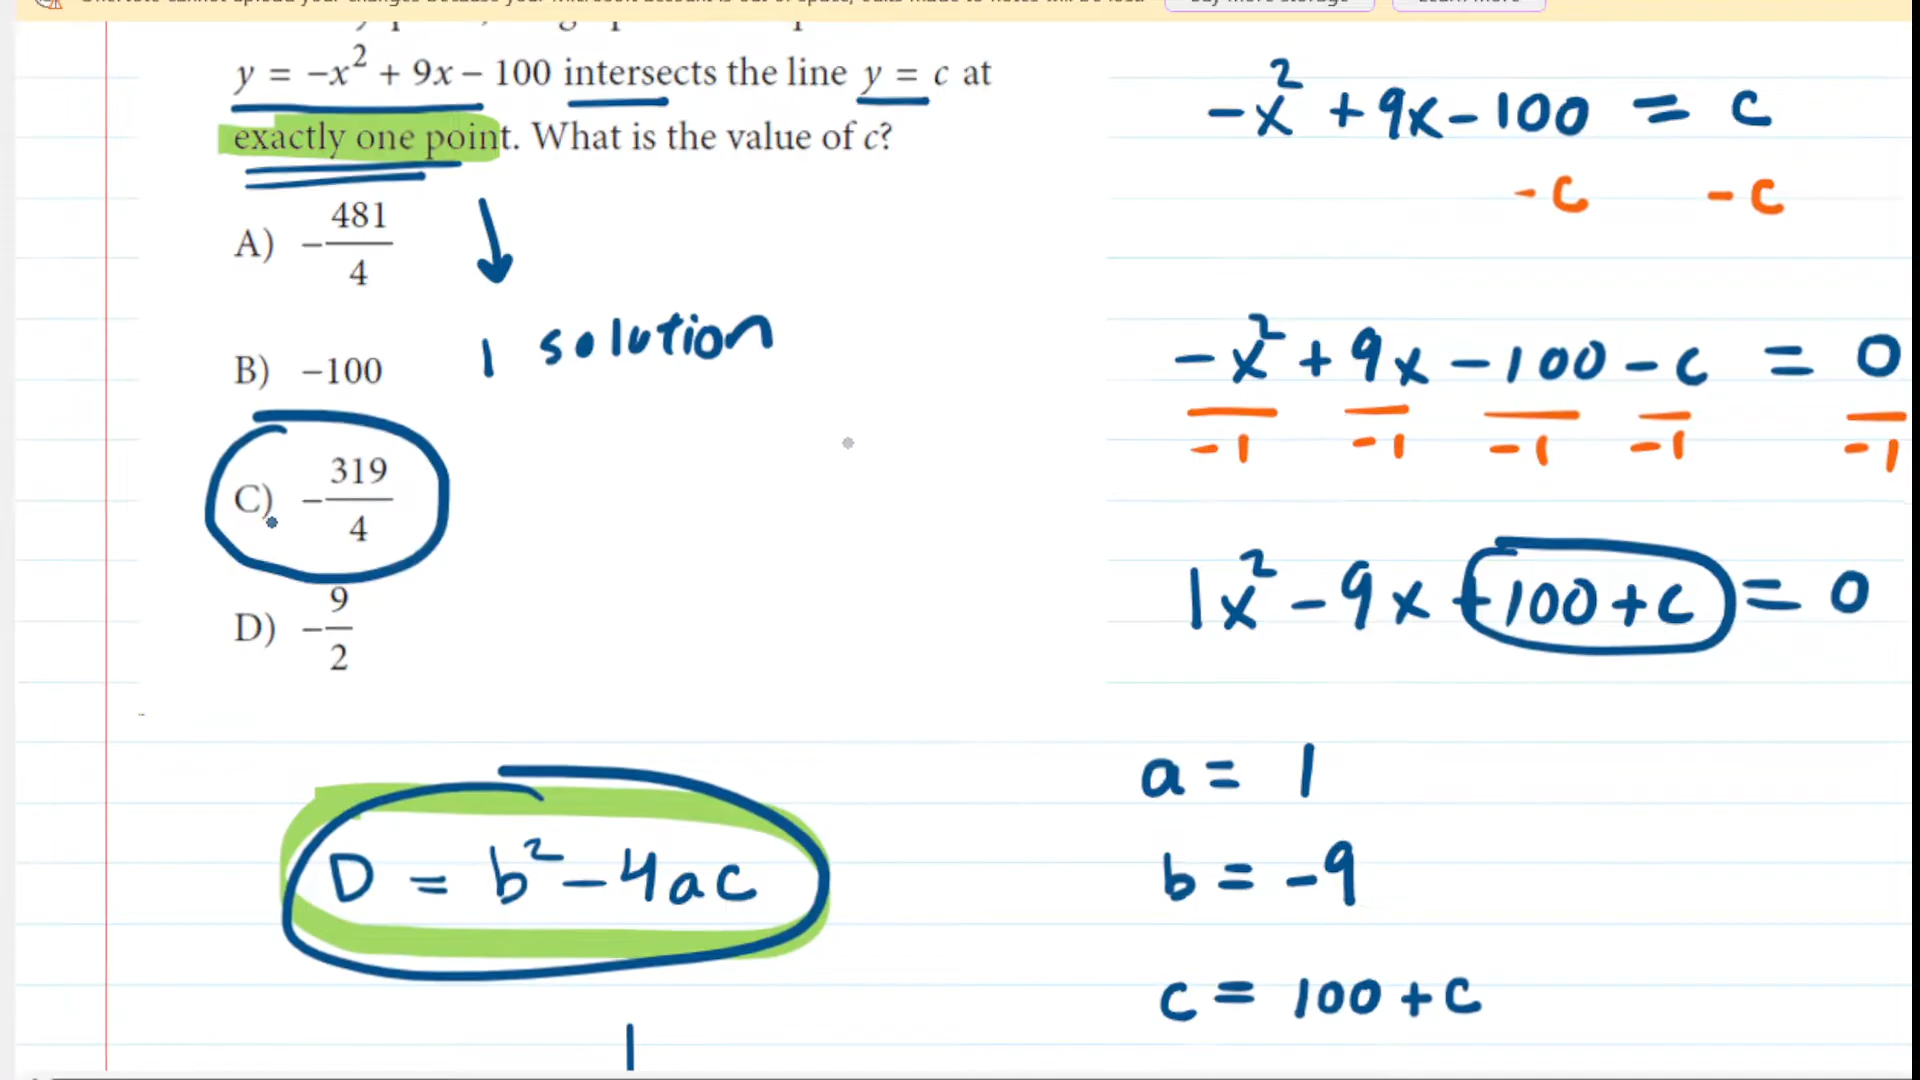 y = −x² + 9x − 100 intersects the line y = c at
exactly one point. What is the value of c?
A) −481/4
B) −100
C) −319/4
D) −9/2
1 solution
D = b² − 4ac
1
-x² + 9x - 100 = c
- c - c
-x² + 9x - 100 - c = 0
-1 -1 -1 -1 -1
1x² - 9x + 100 + c = 0
a = 1
b = -9
c = 100 + c